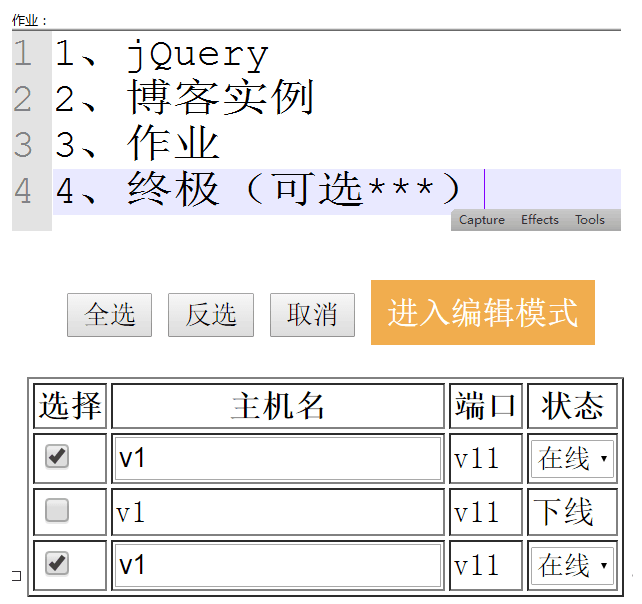 作业：
1 1、jQuery
2 2、博客实例
3 3、作业
4 4、终极（可选***）
Capture Effects Tools
全选 反选 取消 进入编辑模式
选择 主机名 端口 状态
v1 v11 在线
v1 v11 下线
v1 v11 在线